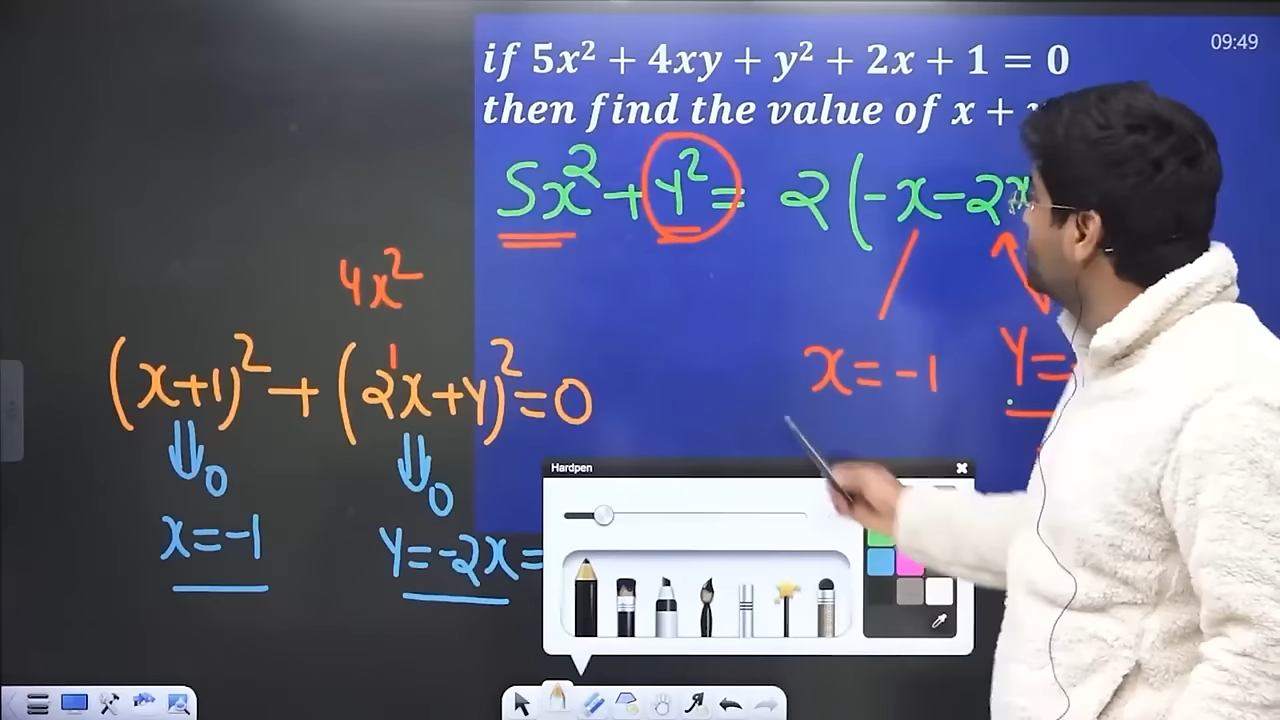 if 5x² + 4xy + y² + 2x + 1 = 0
then find the value of x +
09:49
5x² + y² = 2(-x-2x
4x²
(x+1)² + (2x+y)² = 0
x = -1
y =
0
0
x = -1
y = -2x =
Hardpen